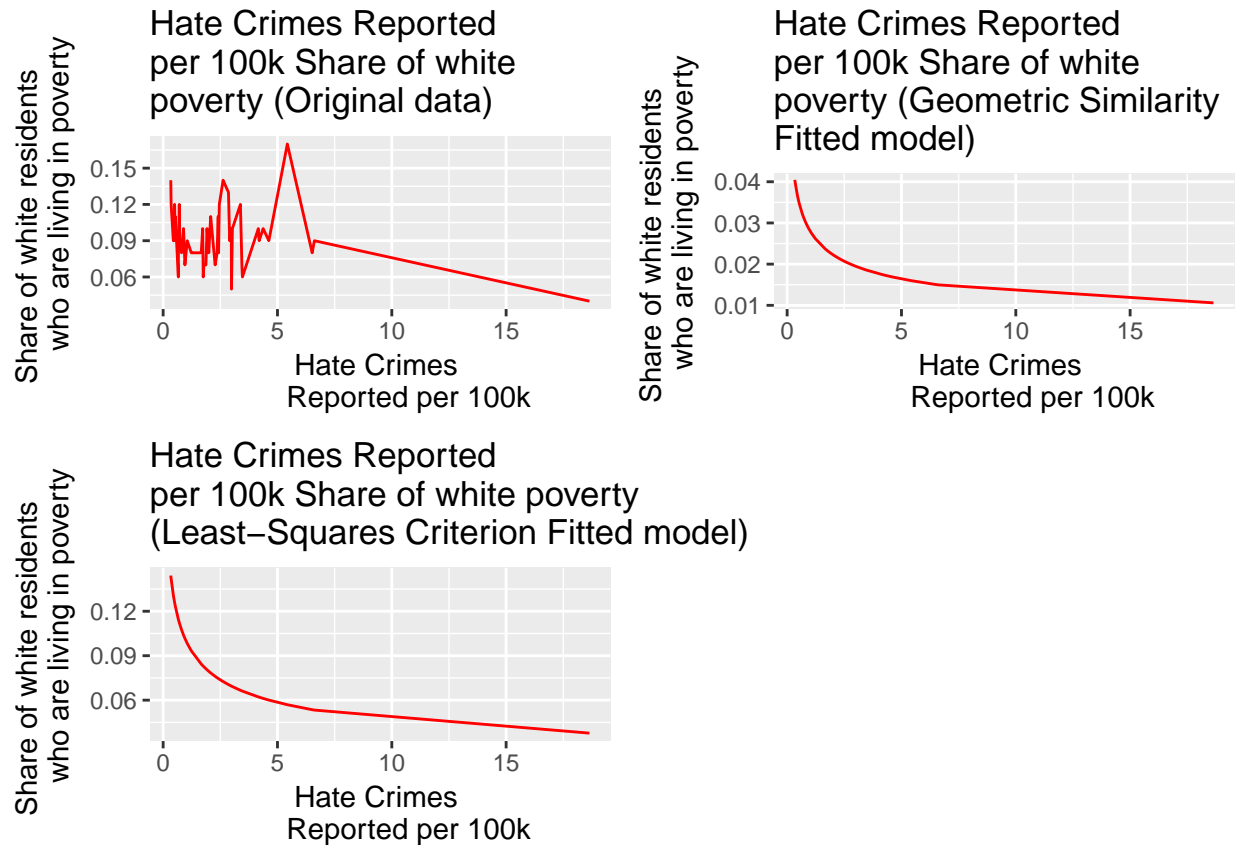 Hate Crimes Reported
per 100k Share of white
poverty (Original data)
Share of white residents
who are living in poverty
0.15
0.12
0.09
0.06
0
5
10
15
Hate Crimes
Reported per 100k
Hate Crimes Reported
per 100k Share of white
poverty (Geometric Similarity
Fitted model)
Share of white residents
who are living in poverty
0.04
0.03
0.02
0.01
0
5
10
15
Hate Crimes
Reported per 100k
Hate Crimes Reported
per 100k Share of white poverty
(Least−Squares Criterion Fitted model)
Share of white residents
who are living in poverty
0.12
0.09
0.06
0
5
10
15
Hate Crimes
Reported per 100k